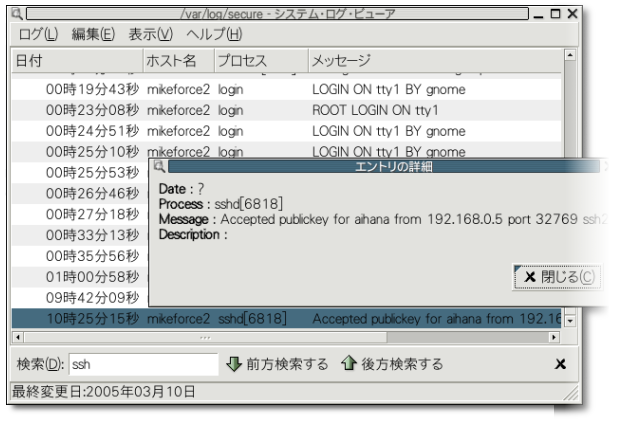 /var/log/secure - システム・ログ・ビューア
ログ(L) 編集(E) 表示(V) ヘルプ(H)
日付 ホスト名 プロセス メッセージ
00時19分43秒 mikeforce2 login LOGIN ON tty1 BY gnome
00時23分08秒 mikeforce2 login ROOT LOGIN ON tty1
00時24分51秒 mikeforce2 login LOGIN ON tty1 BY gnome
00時25分10秒 mikeforce2 login LOGIN ON tty1 BY gnome
00時25分53秒
00時26分46秒
00時27分18秒
00時33分13秒
00時35分56秒
01時00分58秒
09時42分09秒
10時25分15秒 mikeforce2 sshd[6818] Accepted publickey for aihana from 192.16
エントリの詳細
Date : ?
Process : sshd[6818]
Message : Accepted publickey for aihana from 192.168.0.5 port 32769 ssh2
Description :
閉じる(C)
検索(D): ssh 前方検索する 後方検索する
最終変更日:2005年03月10日